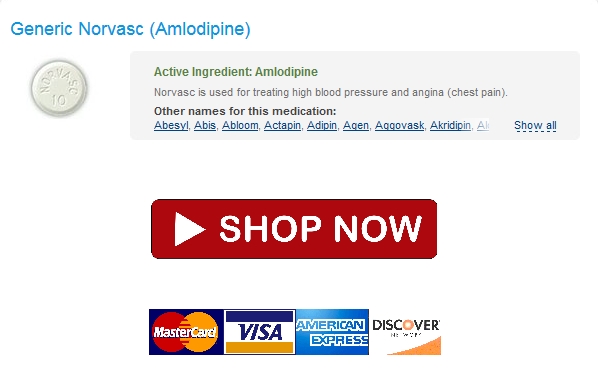 Generic Norvasc (Amlodipine)
NORVASC
10
Active Ingredient: Amlodipine
Norvasc is used for treating high blood pressure and angina (chest pain).
Other names for this medication:
Abesyl, Abis, Abloom, Actapin, Adipin, Agen, Aggovask, Akridipin, Show all
SHOP NOW
MasterCard VISA AMERICAN EXPRESS DISCOVER
NETWORK